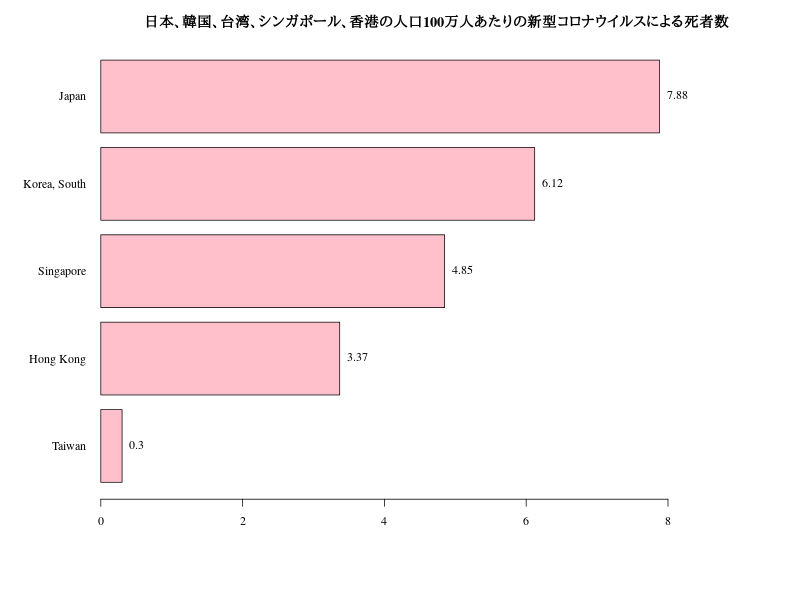 日本、韓国、台湾、シンガポール、香港の人口100万人あたりの新型コロナウイルスによる死者数
Japan
7.88
Korea, South
6.12
Singapore
4.85
Hong Kong
3.37
Taiwan
0.3
0 2 4 6 8